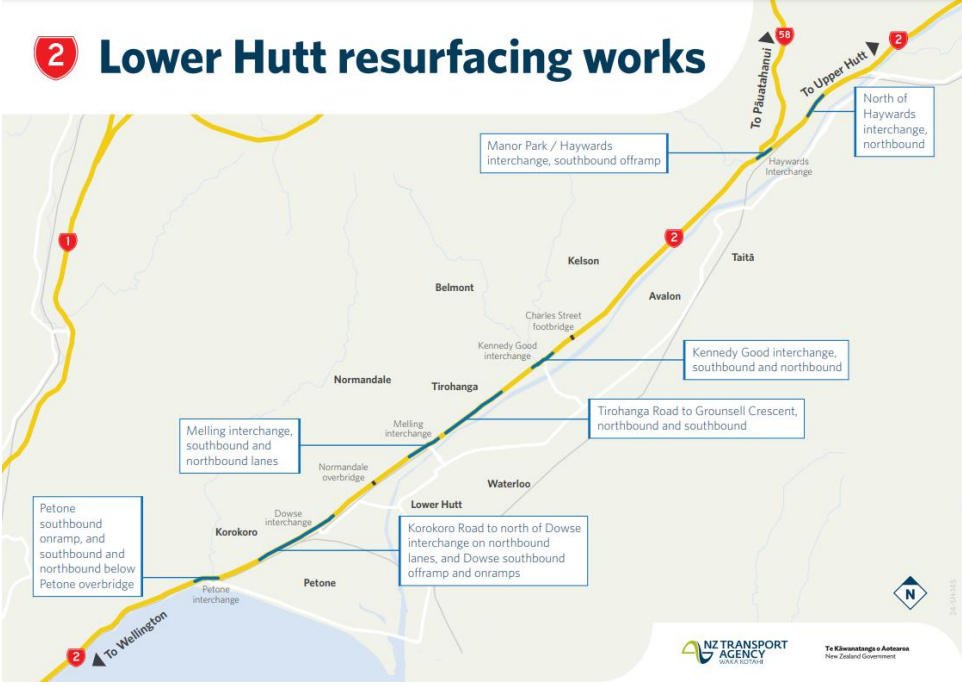 2 Lower Hutt resurfacing works
58
2
To Pāuatahanui
To Upper Hutt
North of
Haywards
interchange,
northbound
Manor Park / Haywards
interchange, southbound offramp
Haywards
Interchange
1
2
Taitā
Kelson
Belmont
Avalon
Charles Street
footbridge
Kennedy Good
interchange
Kennedy Good interchange,
southbound and northbound
Normandale
Tirohanga
Tirohanga Road to Grounsell Crescent,
northbound and southbound
Melling
interchange
Melling interchange,
southbound and
northbound lanes
Normandale
overbridge
Waterloo
Lower Hutt
Petone
southbound
onramp, and
southbound and
northbound below
Petone overbridge
Dowse
interchange
Korokoro
Korokoro Road to north of Dowse
interchange on northbound
lanes, and Dowse southbound
offramp and onramps
Petone
Petone
interchange
N
To Wellington
2
NZ TRANSPORT
AGENCY
WAKA KOTAHI
Te Kāwanatanga o Aotearoa
New Zealand Government